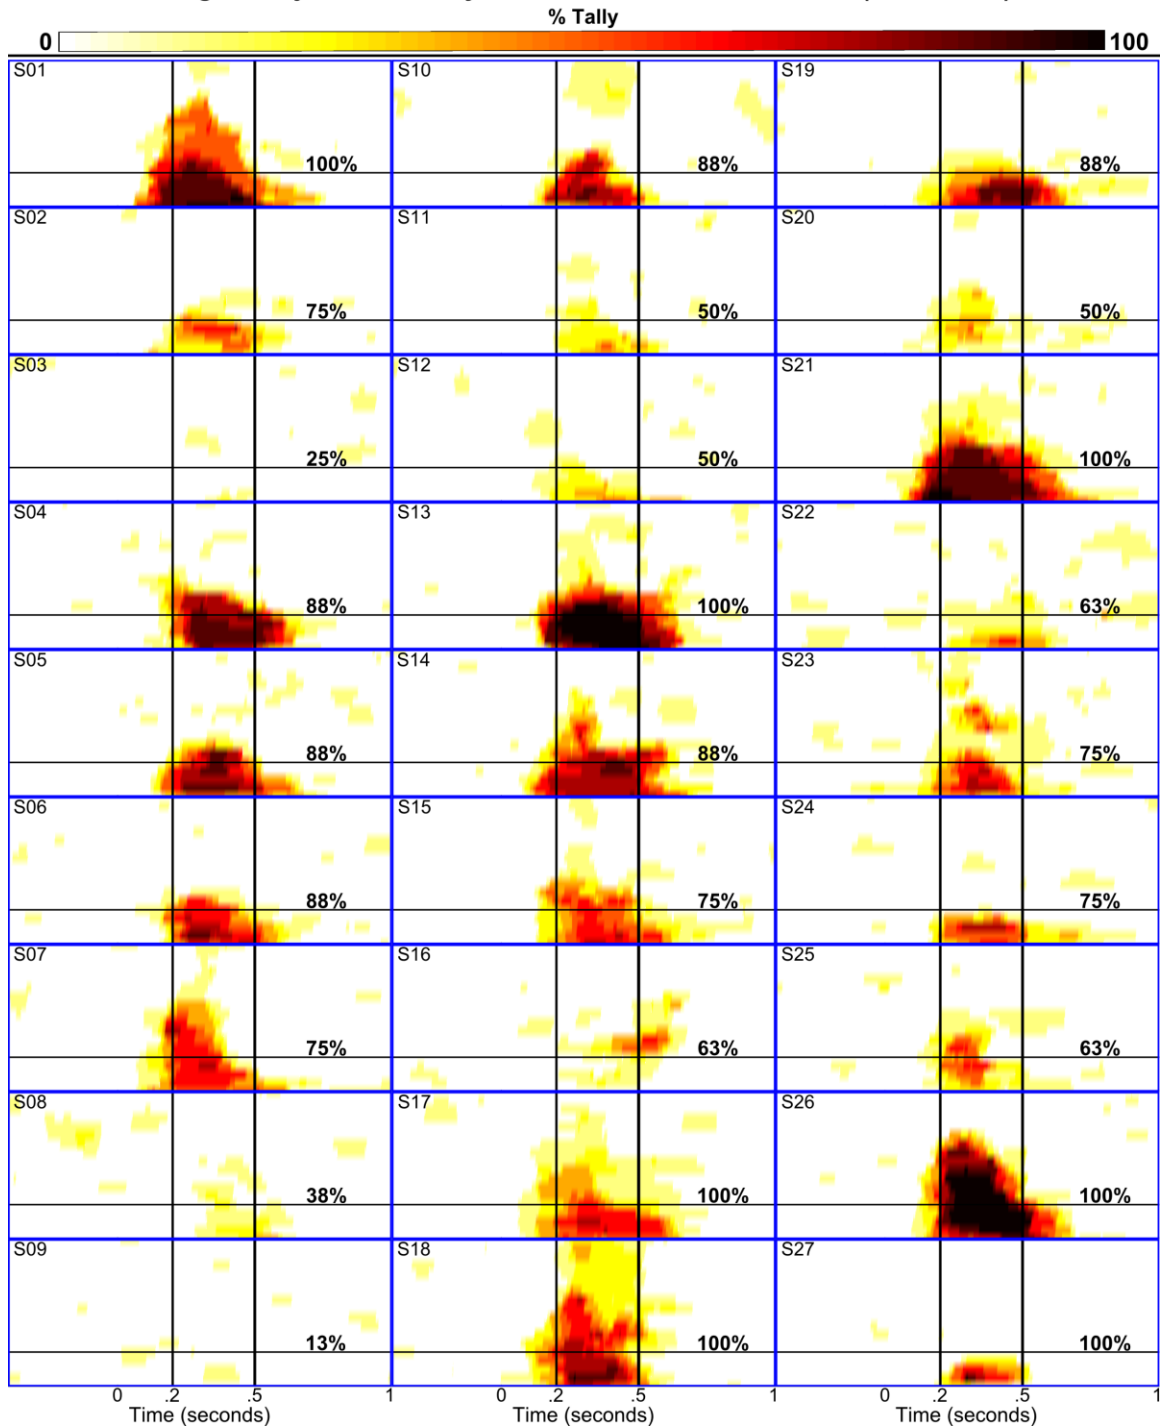 % Tally
0 100
S01 S10 S19
100% 88% 88%
S02 S11 S20
75% 50% 50%
S03 S12 S21
25% 50% 100%
S04 S13 S22
88% 100% 63%
S05 S14 S23
88% 88% 75%
S06 S15 S24
88% 75% 75%
S07 S16 S25
75% 63% 63%
S08 S17 S26
38% 100% 100%
S09 S18 S27
13% 100% 100%
0 .2 .5 1 0 .2 .5 1 0 .2 .5 1
Time (seconds) Time (seconds) Time (seconds)